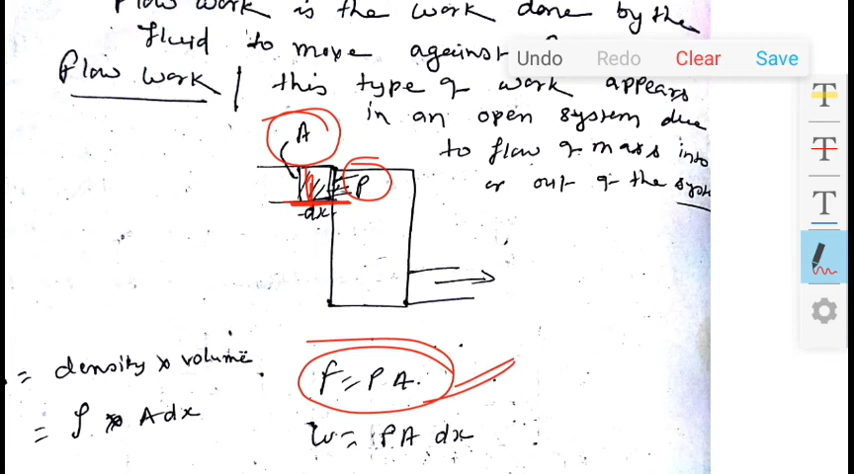 Flow work is the work done by the
fluid to move against
Undo Redo Clear Save
Flow work | this type of work appears
in an open system due
to flow of mass into
or out of the syst
A
P
dx
T
T
T
= density x volume.
F = PA.
= ρ x Adx
W = PA dx